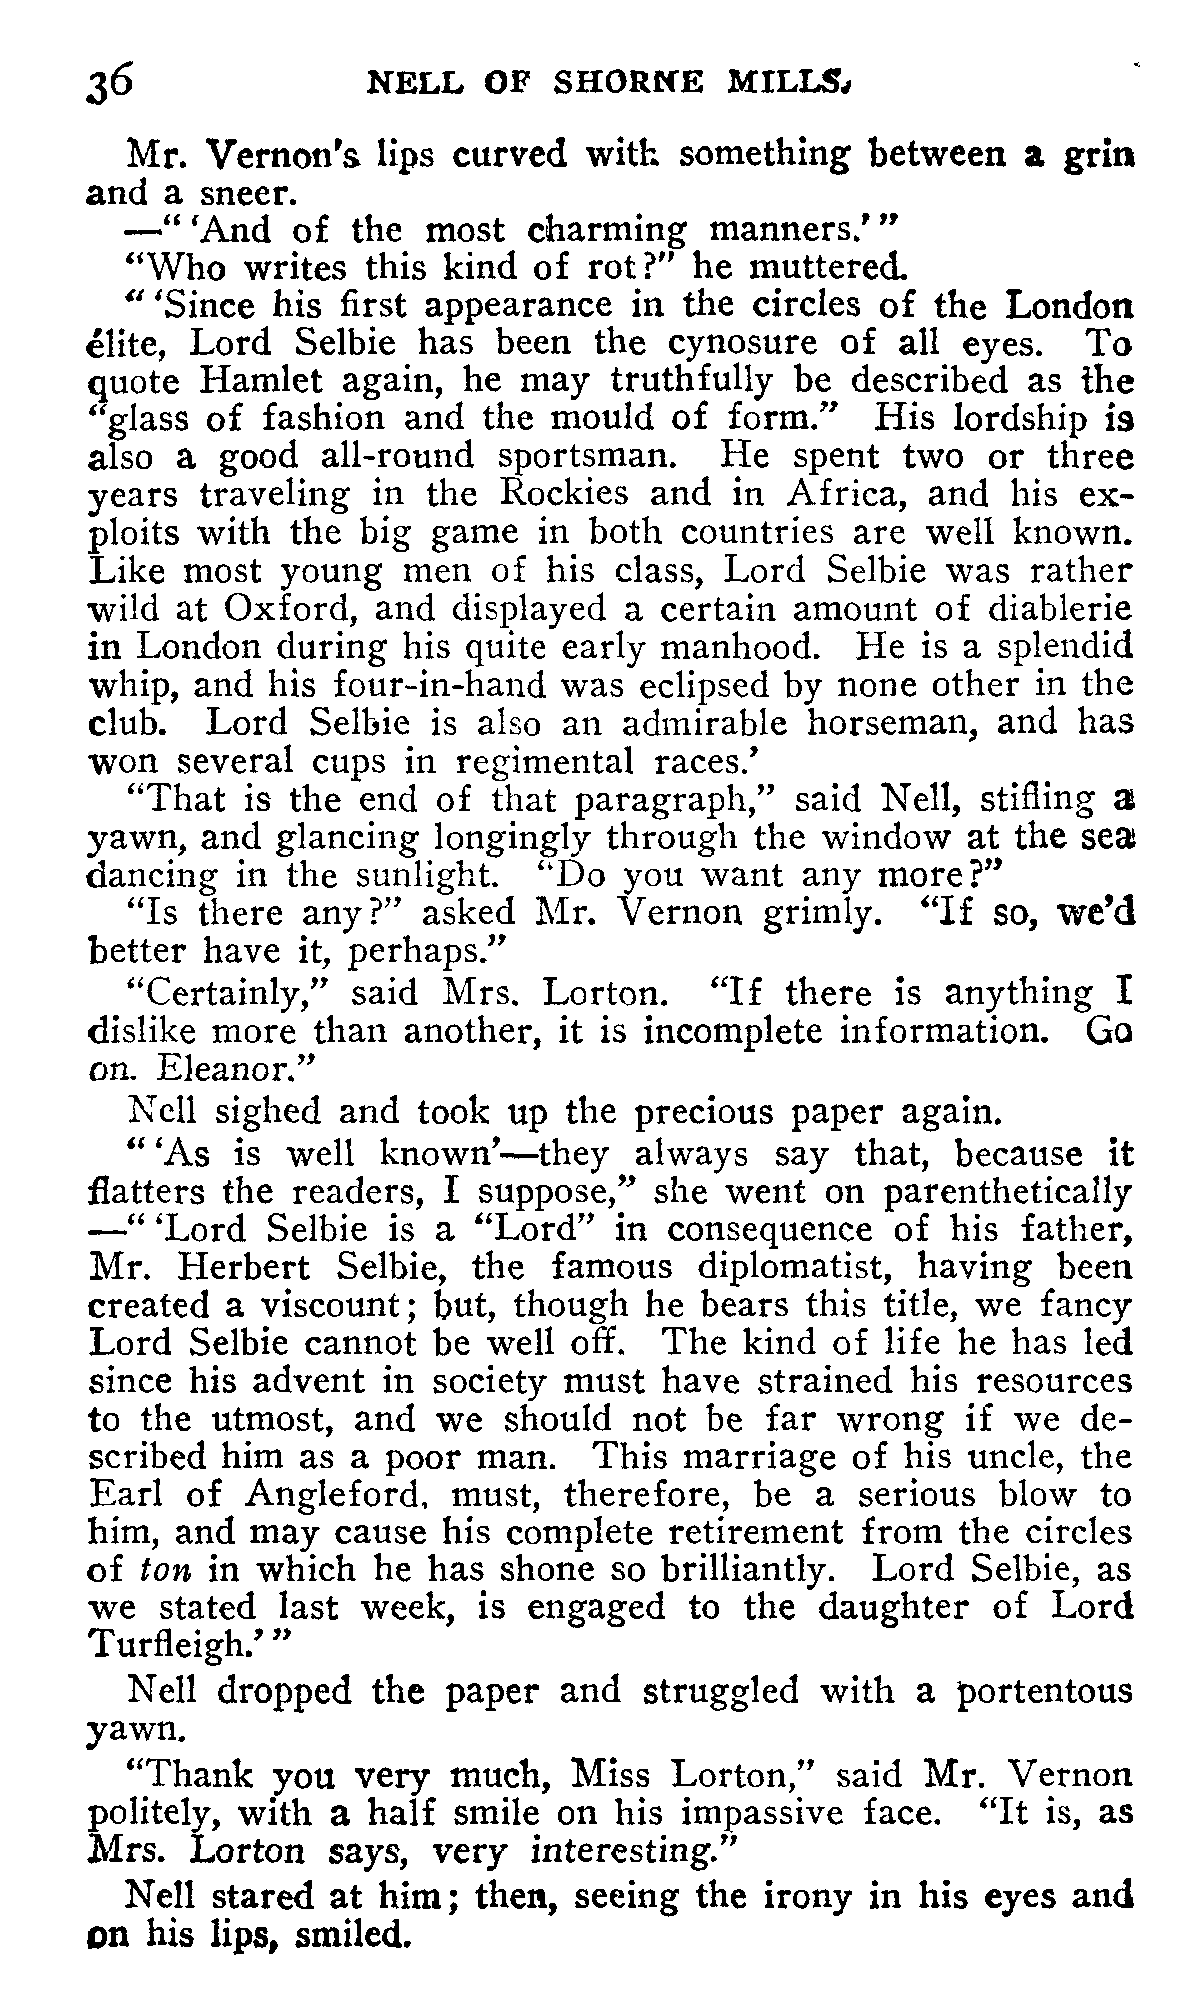 36 NELL OF SHORNE MILLS.
Mr. Vernon's lips curved with something between a grin
and a sneer.
—"'And of the most charming manners.'"
"Who writes this kind of rot?" he muttered.
"'Since his first appearance in the circles of the London
élite, Lord Selbie has been the cynosure of all eyes. To
quote Hamlet again, he may truthfully be described as the
"glass of fashion and the mould of form." His lordship is
also a good all-round sportsman. He spent two or three
years traveling in the Rockies and in Africa, and his ex-
ploits with the big game in both countries are well known.
Like most young men of his class, Lord Selbie was rather
wild at Oxford, and displayed a certain amount of diablerie
in London during his quite early manhood. He is a splendid
whip, and his four-in-hand was eclipsed by none other in the
club. Lord Selbie is also an admirable horseman, and has
won several cups in regimental races.'
"That is the end of that paragraph," said Nell, stifling a
yawn, and glancing longingly through the window at the sea
dancing in the sunlight. "Do you want any more?"
"Is there any?" asked Mr. Vernon grimly. "If so, we'd
better have it, perhaps."
"Certainly," said Mrs. Lorton. "If there is anything I
dislike more than another, it is incomplete information. Go
on. Eleanor."
Nell sighed and took up the precious paper again.
"'As is well known'—they always say that, because it
flatters the readers, I suppose," she went on parenthetically
—"'Lord Selbie is a "Lord" in consequence of his father,
Mr. Herbert Selbie, the famous diplomatist, having been
created a viscount; but, though he bears this title, we fancy
Lord Selbie cannot be well off. The kind of life he has led
since his advent in society must have strained his resources
to the utmost, and we should not be far wrong if we de-
scribed him as a poor man. This marriage of his uncle, the
Earl of Angleford, must, therefore, be a serious blow to
him, and may cause his complete retirement from the circles
of ton in which he has shone so brilliantly. Lord Selbie, as
we stated last week, is engaged to the daughter of Lord
Turfleigh.'"
Nell dropped the paper and struggled with a portentous
yawn.
"Thank you very much, Miss Lorton," said Mr. Vernon
politely, with a half smile on his impassive face. "It is, as
Mrs. Lorton says, very interesting."
Nell stared at him; then, seeing the irony in his eyes and
on his lips, smiled.